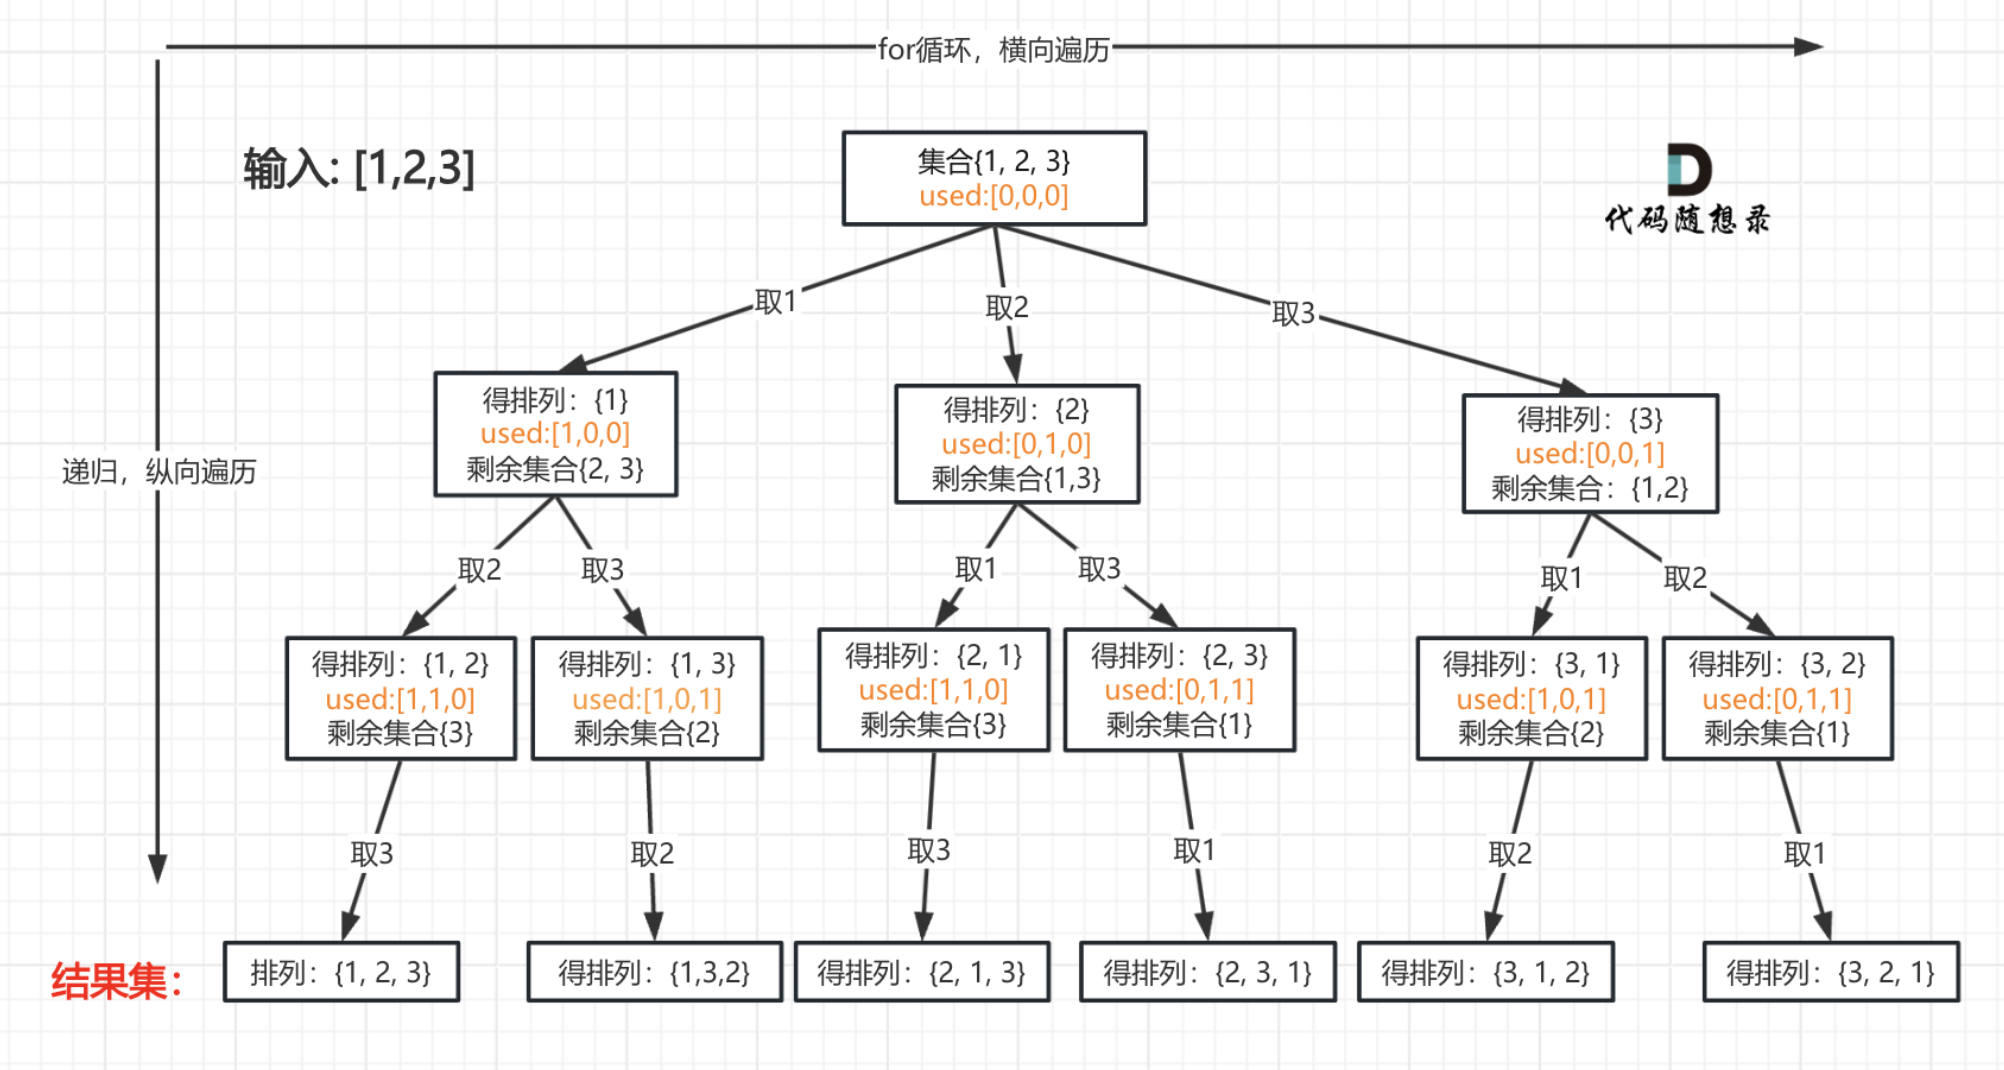 for循环，横向遍历
输入: [1,2,3]
代码随想录
集合{1, 2, 3}
used:[0,0,0]
取1
取2
取3
递归，纵向遍历
得排列：{1}
used:[1,0,0]
剩余集合{2, 3}
得排列：{2}
used:[0,1,0]
剩余集合{1,3}
得排列：{3}
used:[0,0,1]
剩余集合：{1,2}
取2
取3
取1
取3
取1
取2
得排列：{1, 2}
used:[1,1,0]
剩余集合{3}
得排列：{1, 3}
used:[1,0,1]
剩余集合{2}
得排列：{2, 1}
used:[1,1,0]
剩余集合{3}
得排列：{2, 3}
used:[0,1,1]
剩余集合{1}
得排列：{3, 1}
used:[1,0,1]
剩余集合{2}
得排列：{3, 2}
used:[0,1,1]
剩余集合{1}
取3
取2
取3
取1
取2
取1
结果集：
排列：{1, 2, 3}
得排列：{1,3,2}
得排列：{2, 1, 3}
得排列：{2, 3, 1}
得排列：{3, 1, 2}
得排列：{3, 2, 1}